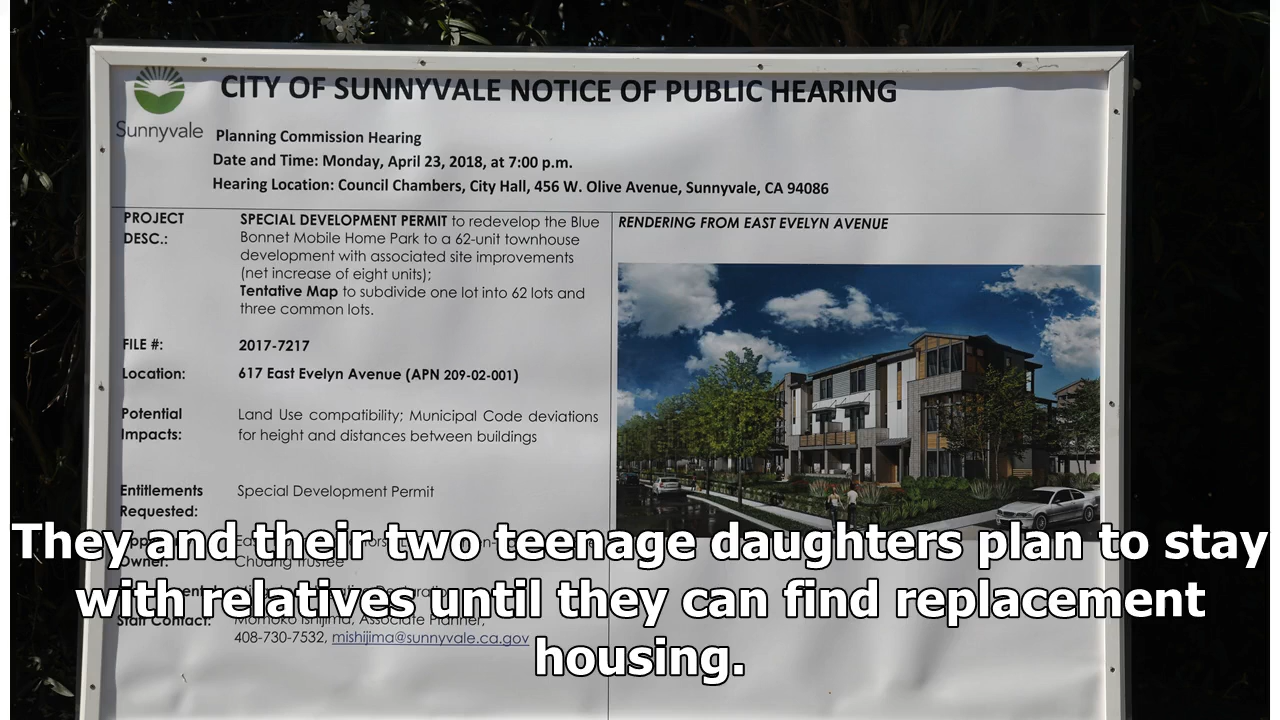 CITY OF SUNNYVALE NOTICE OF PUBLIC HEARING
Sunnyvale
Planning Commission Hearing
Date and Time: Monday, April 23, 2018, at 7:00 p.m.
Hearing Location: Council Chambers, City Hall, 456 W. Olive Avenue, Sunnyvale, CA 94086
PROJECT DESC.:
SPECIAL DEVELOPMENT PERMIT to redevelop the Blue
Bonnet Mobile Home Park to a 62-unit townhouse
development with associated site improvements
(net increase of eight units);
Tentative Map to subdivide one lot into 62 lots and
three common lots.
RENDERING FROM EAST EVELYN AVENUE
FILE #: 2017-7217
Location: 617 East Evelyn Avenue (APN 209-02-001)
Potential Land Use compatibility; Municipal Code deviations
Impacts: for height and distances between buildings
Entitlements Special Development Permit
Requested:
Owner: Chuang Trustee
Staff Contact: Momoko Ishijima, Associate Planner,
408-730-7532, mishijima@sunnyvale.ca.gov
They and their two teenage daughters plan to stay
with relatives until they can find replacement
housing.